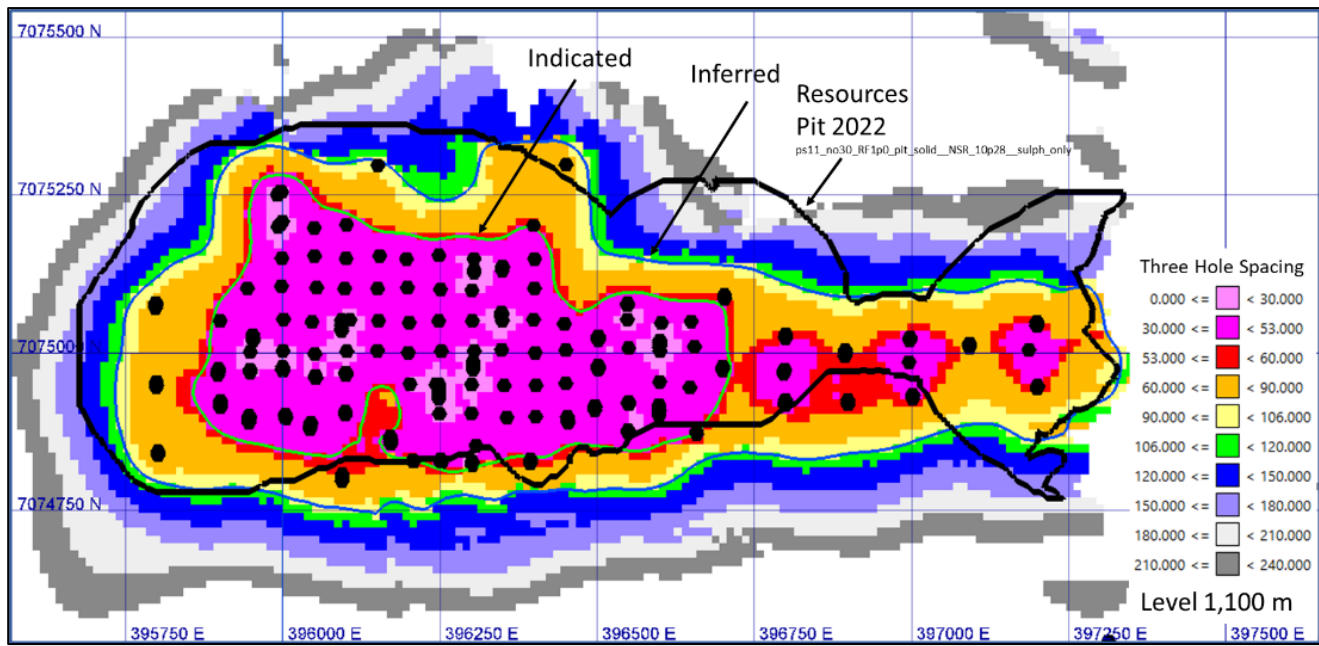 7075500 N
Indicated
Inferred
Resources
Pit 2022
ps11_no30_RF1p0_pit_solid__NSR_10p28__sulph_only
7075250 N
Three Hole Spacing
0.000 <= < 30.000
30.000 <= < 53.000
53.000 <= < 60.000
60.000 <= < 90.000
90.000 <= < 106.000
106.000 <= < 120.000
120.000 <= < 150.000
150.000 <= < 180.000
180.000 <= < 210.000
210.000 <= < 240.000
7075000 N
7074750 N
Level 1,100 m
395750 E 396000 E 396250 E 396500 E 396750 E 397000 E 397250 E 397500 E